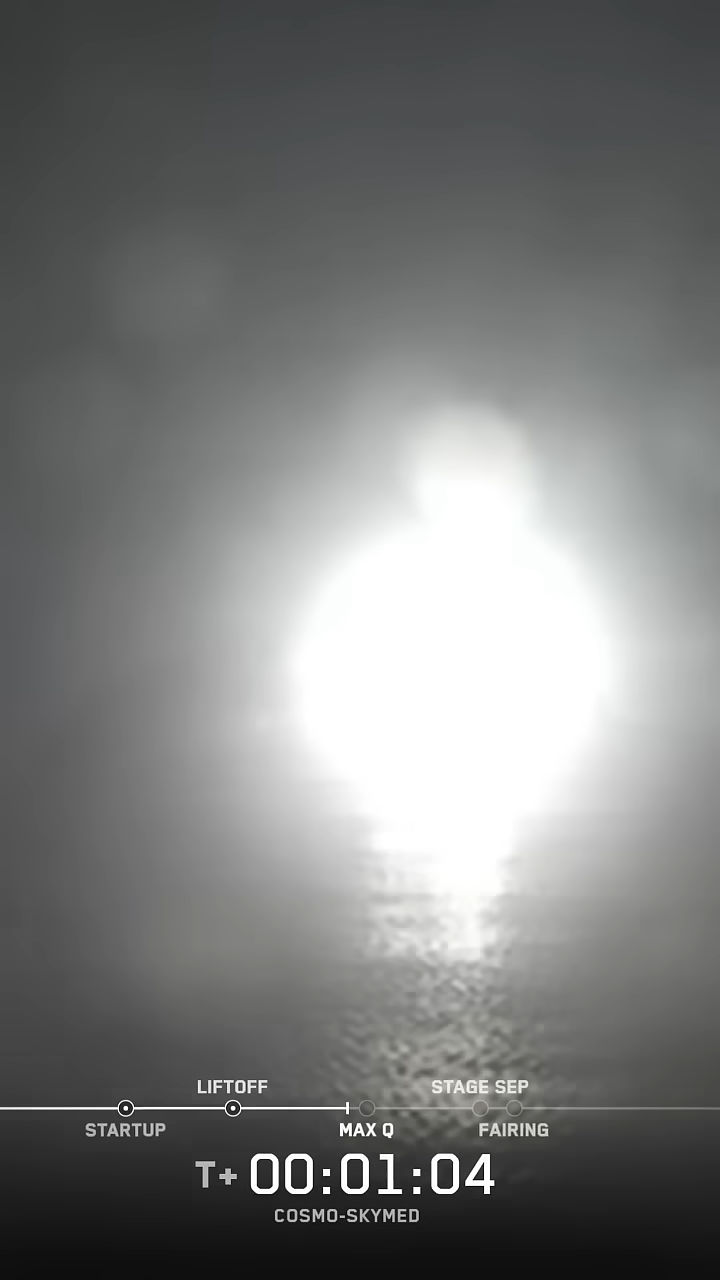 LIFTOFF STAGE SEP
STARTUP MAX Q FAIRING
T+ 00:01:04
COSMO-SKYMED